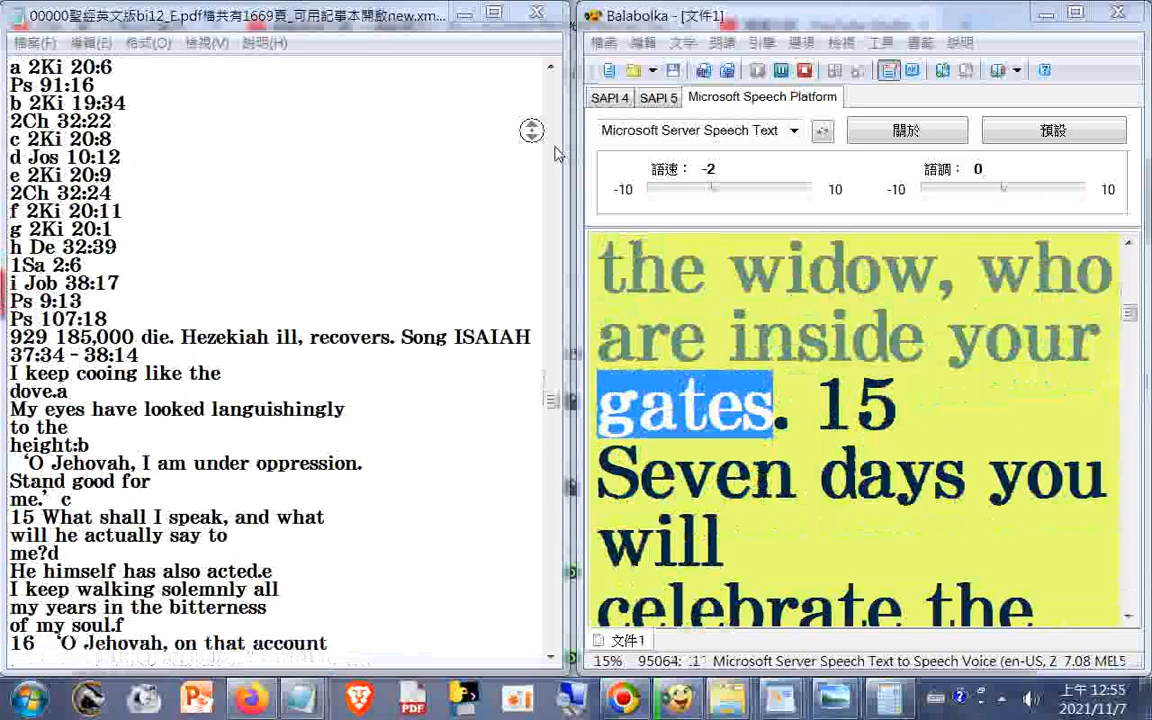 00000聖經英文版bi12_E.pdf檔共有1669頁_可用記事本開啟new.xm...
檔案(F) 編輯(E) 格式(O) 檢視(V) 說明(H)
a 2Ki 20:6
Ps 91:16
b 2Ki 19:34
2Ch 32:22
c 2Ki 20:8
d Jos 10:12
e 2Ki 20:9
2Ch 32:24
f 2Ki 20:11
g 2Ki 20:1
h De 32:39
1Sa 2:6
i Job 38:17
Ps 9:13
Ps 107:18
929 185,000 die. Hezekiah ill, recovers. Song ISAIAH
37:34-38:14
I keep cooing like the
dove.a
My eyes have looked languishingly
to the
height:b
‘O Jehovah, I am under oppression.
Stand good for
me.’ c
15 What shall I speak, and what
will he actually say to
me?d
He himself has also acted.e
I keep walking solemnly all
my years in the bitterness
of my soul.f
16 ‘O Jehovah, on that account
Balabolka - [文件1]
檔案 編輯 文字 朗讀 引擎 選項 檢視 工具 書籤 說明
SAPI 4 SAPI 5 Microsoft Speech Platform
Microsoft Server Speech Text 關於 預設
語速： -2 語調： 0
-10 10 -10 10
the widow, who
are inside your
gates. 15
Seven days you
will
celebrate the
文件1
15% Microsoft Server Speech Text to Speech Voice (en-US, Z
上午 12:55
2021/11/7